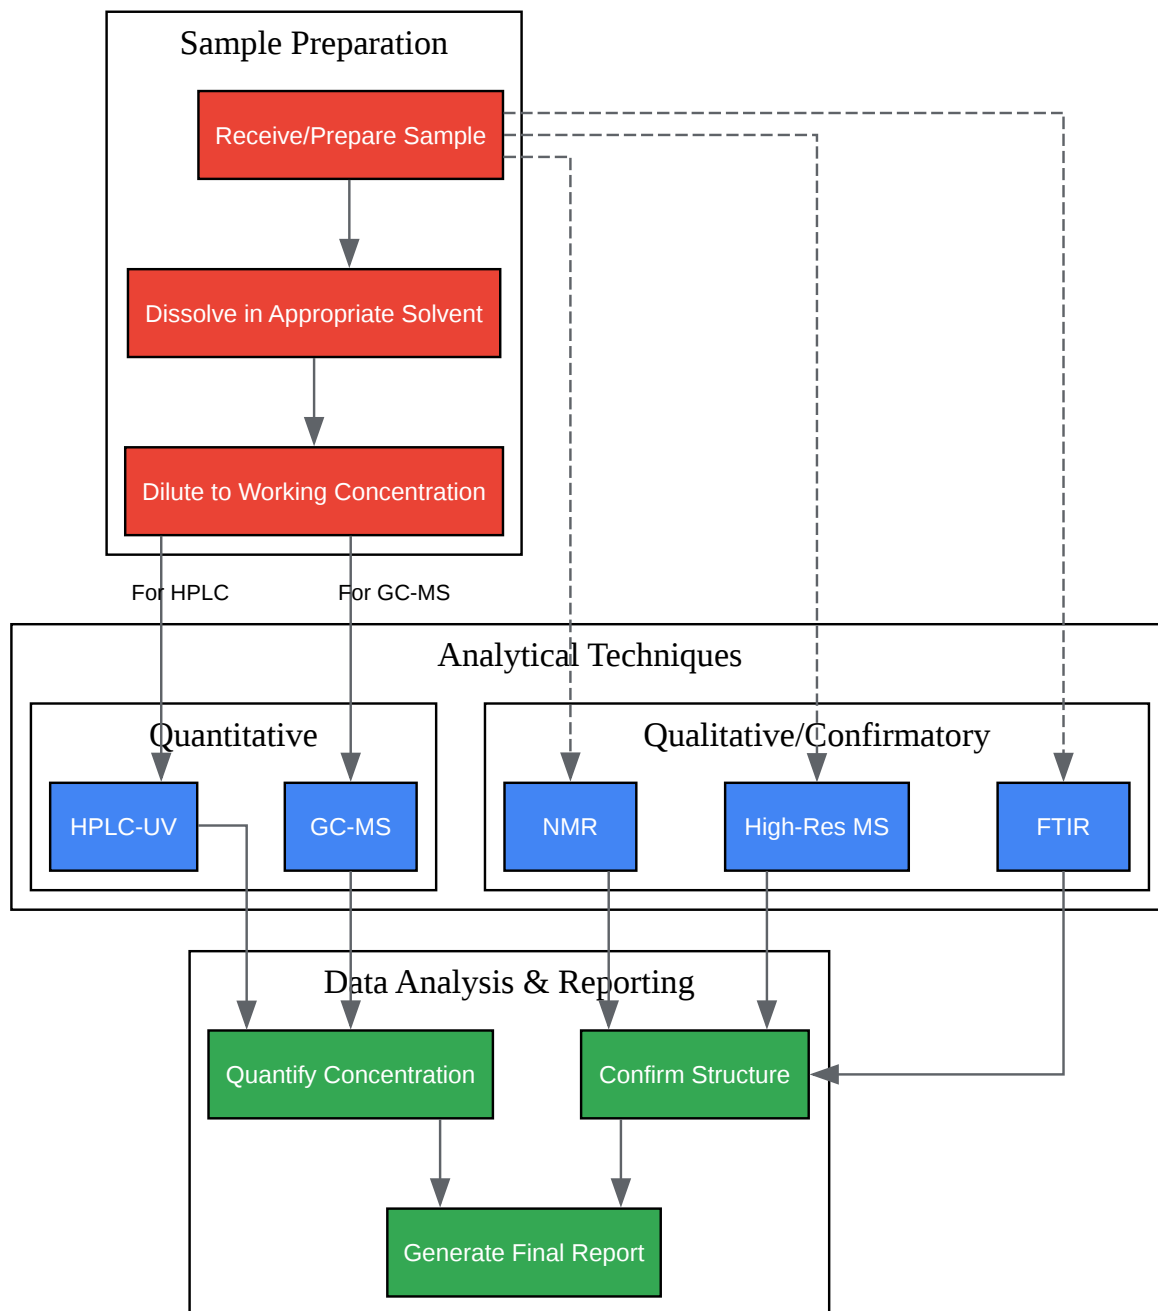 Sample Preparation
Receive/Prepare Sample
Dissolve in Appropriate Solvent
Dilute to Working Concentration
For HPLC
For GC-MS
Analytical Techniques
Quantitative
Qualitative/Confirmatory
HPLC-UV
GC-MS
NMR
High-Res MS
FTIR
Data Analysis & Reporting
Quantify Concentration
Confirm Structure
Generate Final Report